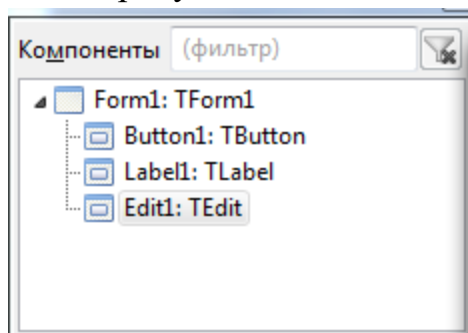 Компоненты (фильтр)
Form1: TForm1
Button1: TButton
Label1: TLabel
Edit1: TEdit